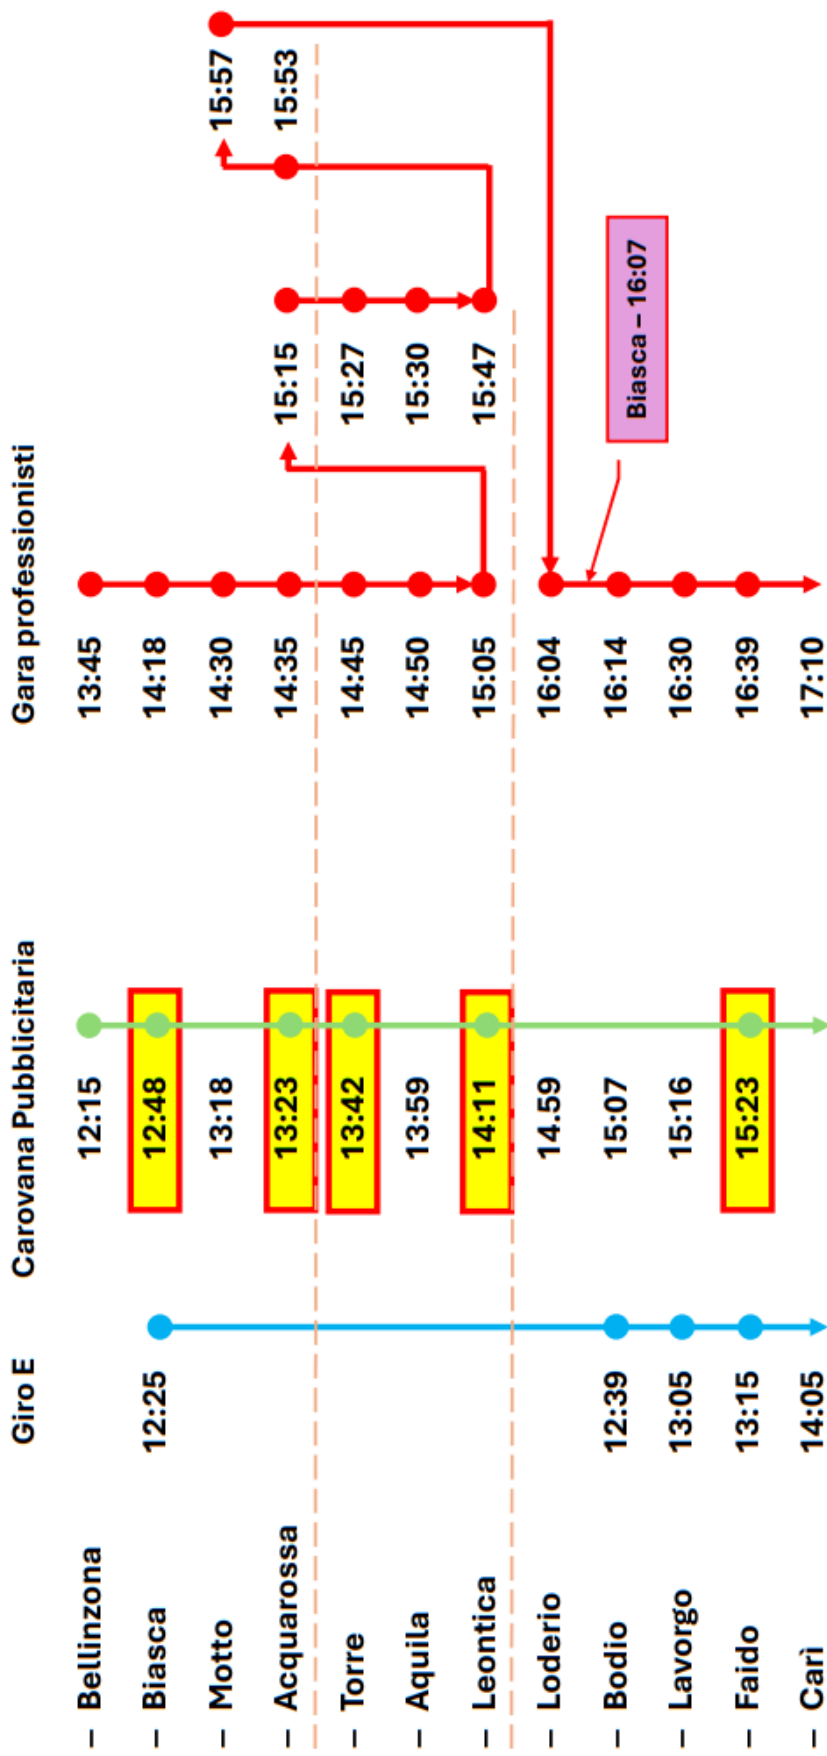 Giro E Carovana Pubblicitaria Gara professionisti
– Bellinzona 12:15 13:45
– Biasca 12:25 12:48 14:18
– Motto 13:18 14:30 15:57
– Acquarossa 13:23 14:35 15:15 15:53
– Torre 13:42 14:45 15:27
– Aquila 13:59 14:50 15:30
– Leontica 14:11 15:05 15:47
– Loderio 14.59 16:04
– Bodio 12:39 15:07 16:14
Biasca – 16:07
– Lavorgo 13:05 15:16 16:30
– Faido 13:15 15:23 16:39
– Carì 14:05 17:10